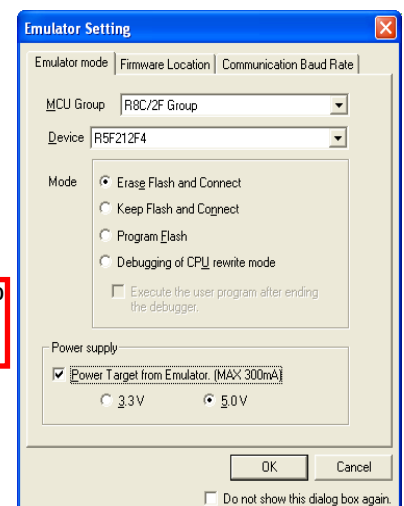 Emulator Setting
Emulator mode Firmware Location Communication Baud Rate
MCU Group R8C/2F Group
Device R5F212F4
Mode Erase Flash and Connect
Keep Flash and Connect
Program Flash
Debugging of CPU rewrite mode
Execute the user program after ending
the debugger.
Power supply
Power Target from Emulator. (MAX 300mA)
3.3 V 5.0 V
OK Cancel
Do not show this dialog box again.